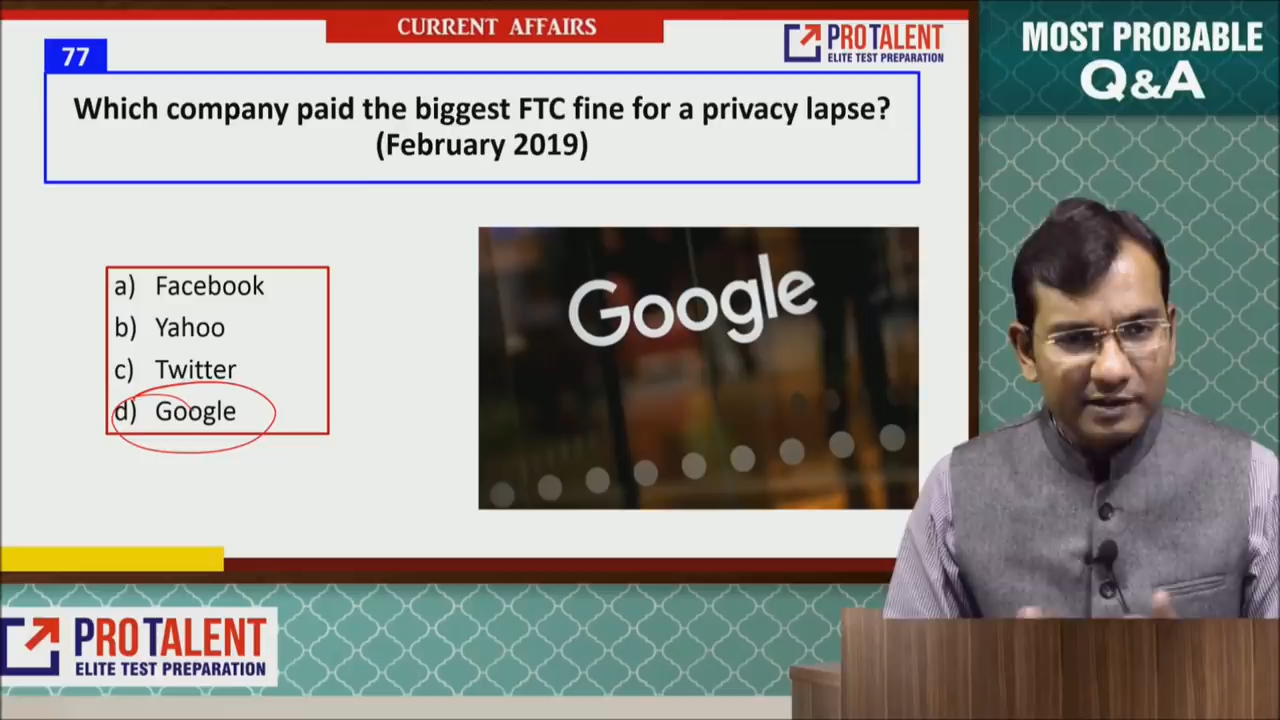 CURRENT AFFAIRS
PROTALENT
ELITE TEST PREPARATION
MOST PROBABLE
Q&A
77
Which company paid the biggest FTC fine for a privacy lapse?
(February 2019)
a) Facebook
b) Yahoo
c) Twitter
d) Google
Google
PROTALENT
ELITE TEST PREPARATION